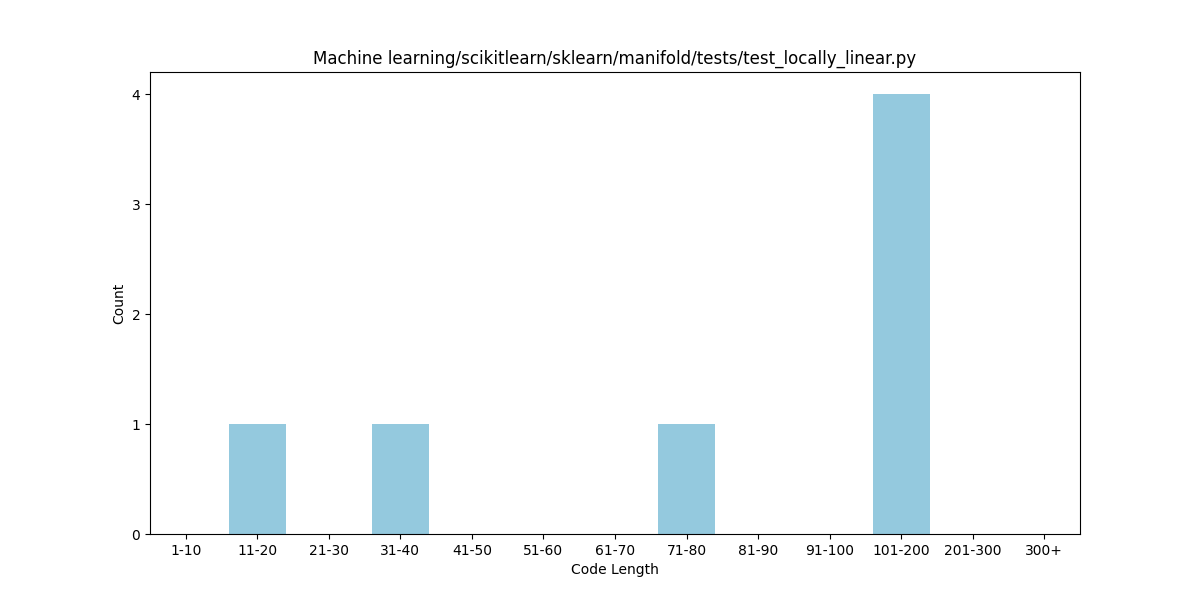 Machine learning/scikitlearn/sklearn/manifold/tests/test_locally_linear.py
4
3
2
1
0
Count
1-10 11-20 21-30 31-40 41-50 51-60 61-70 71-80 81-90 91-100 101-200 201-300 300+
Code Length